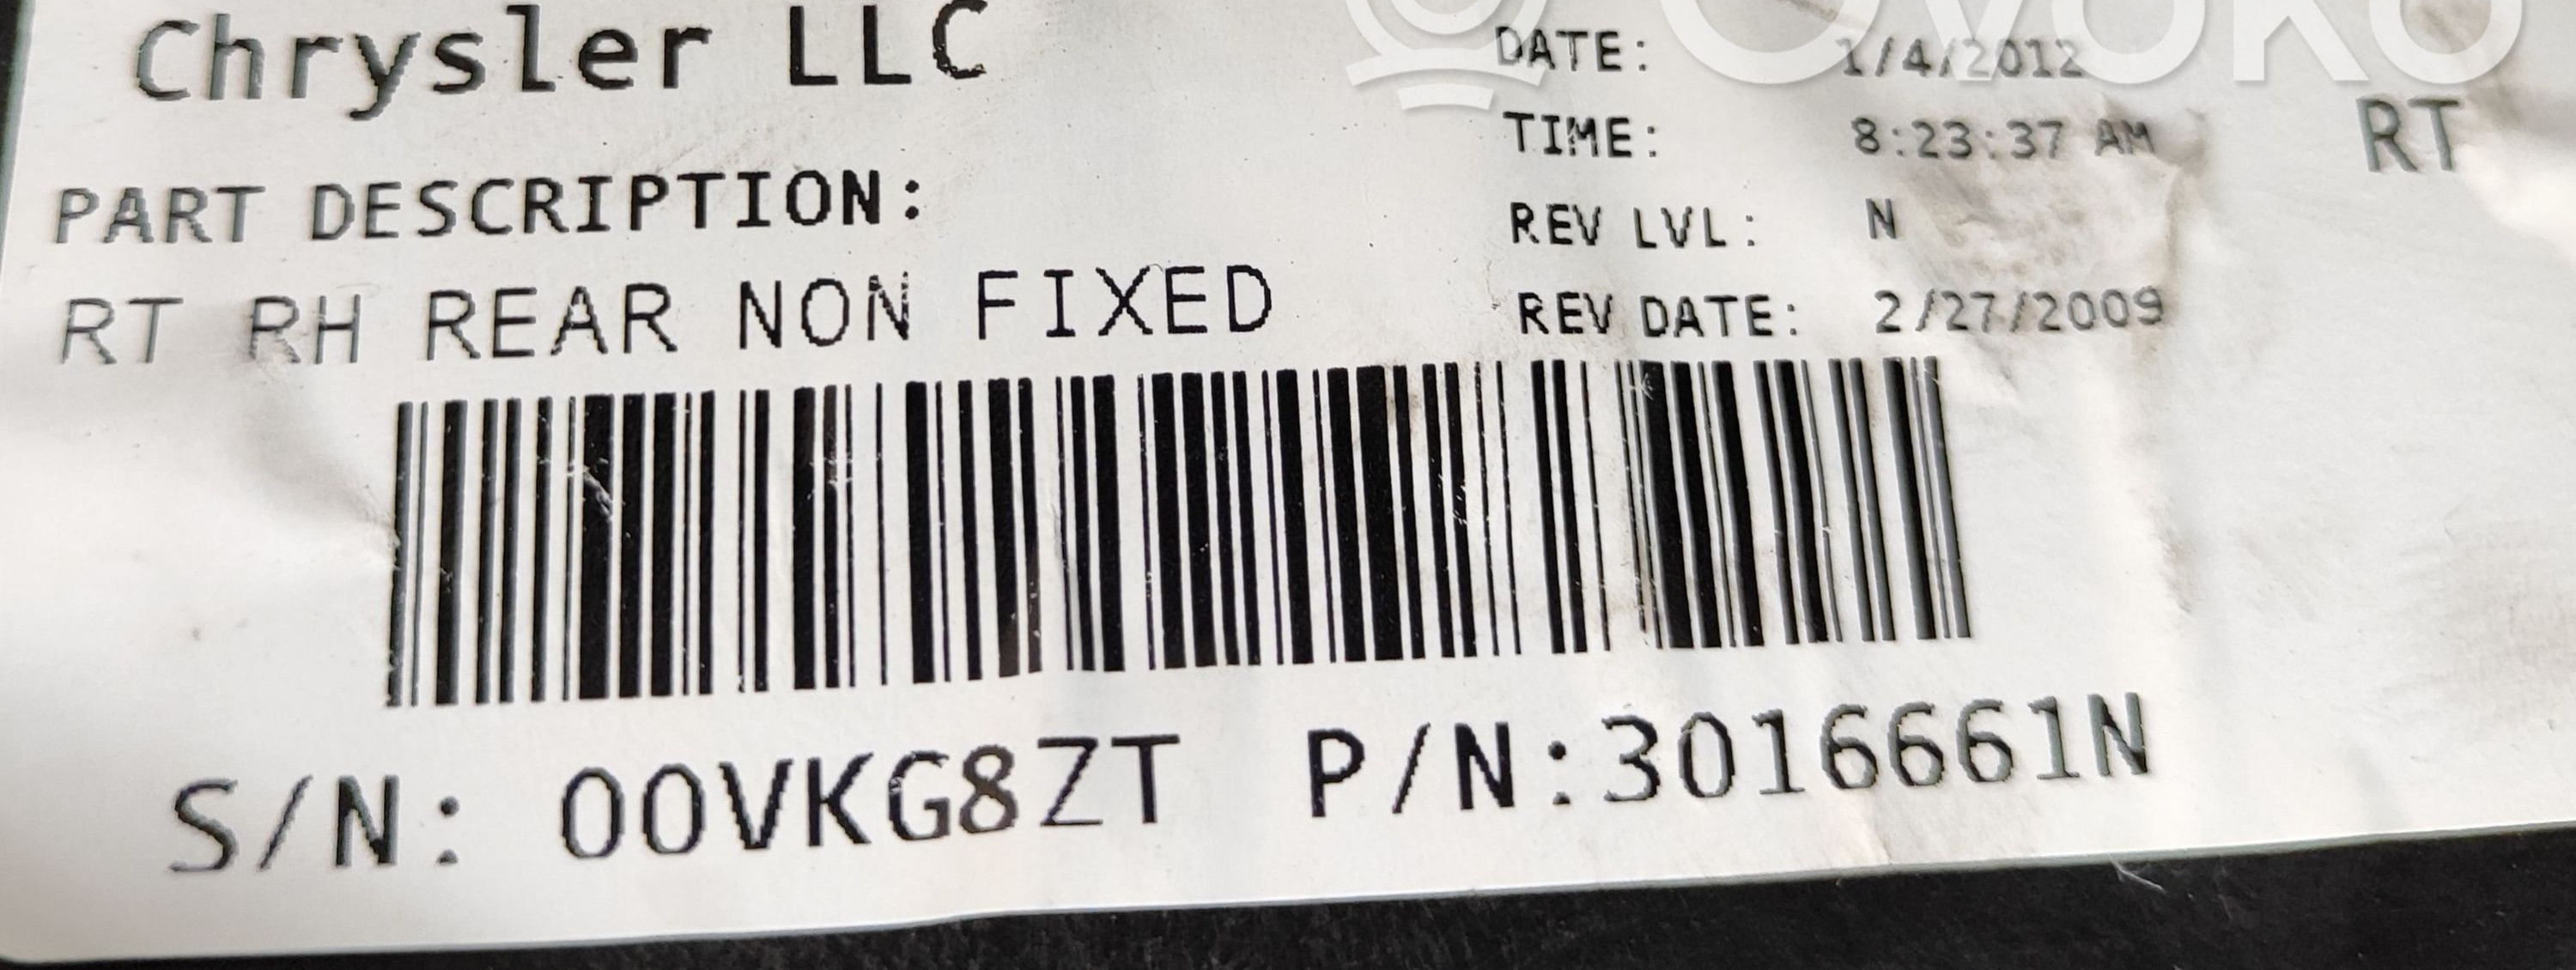 Chrysler LLC
DATE: 1/4/2012
TIME: 8:23:37 AM
RT
PART DESCRIPTION:
REV LVL: N
RT RH REAR NON FIXED
REV DATE: 2/27/2009
S/N: 00VKG8ZT P/N:3016661N
OVOKO